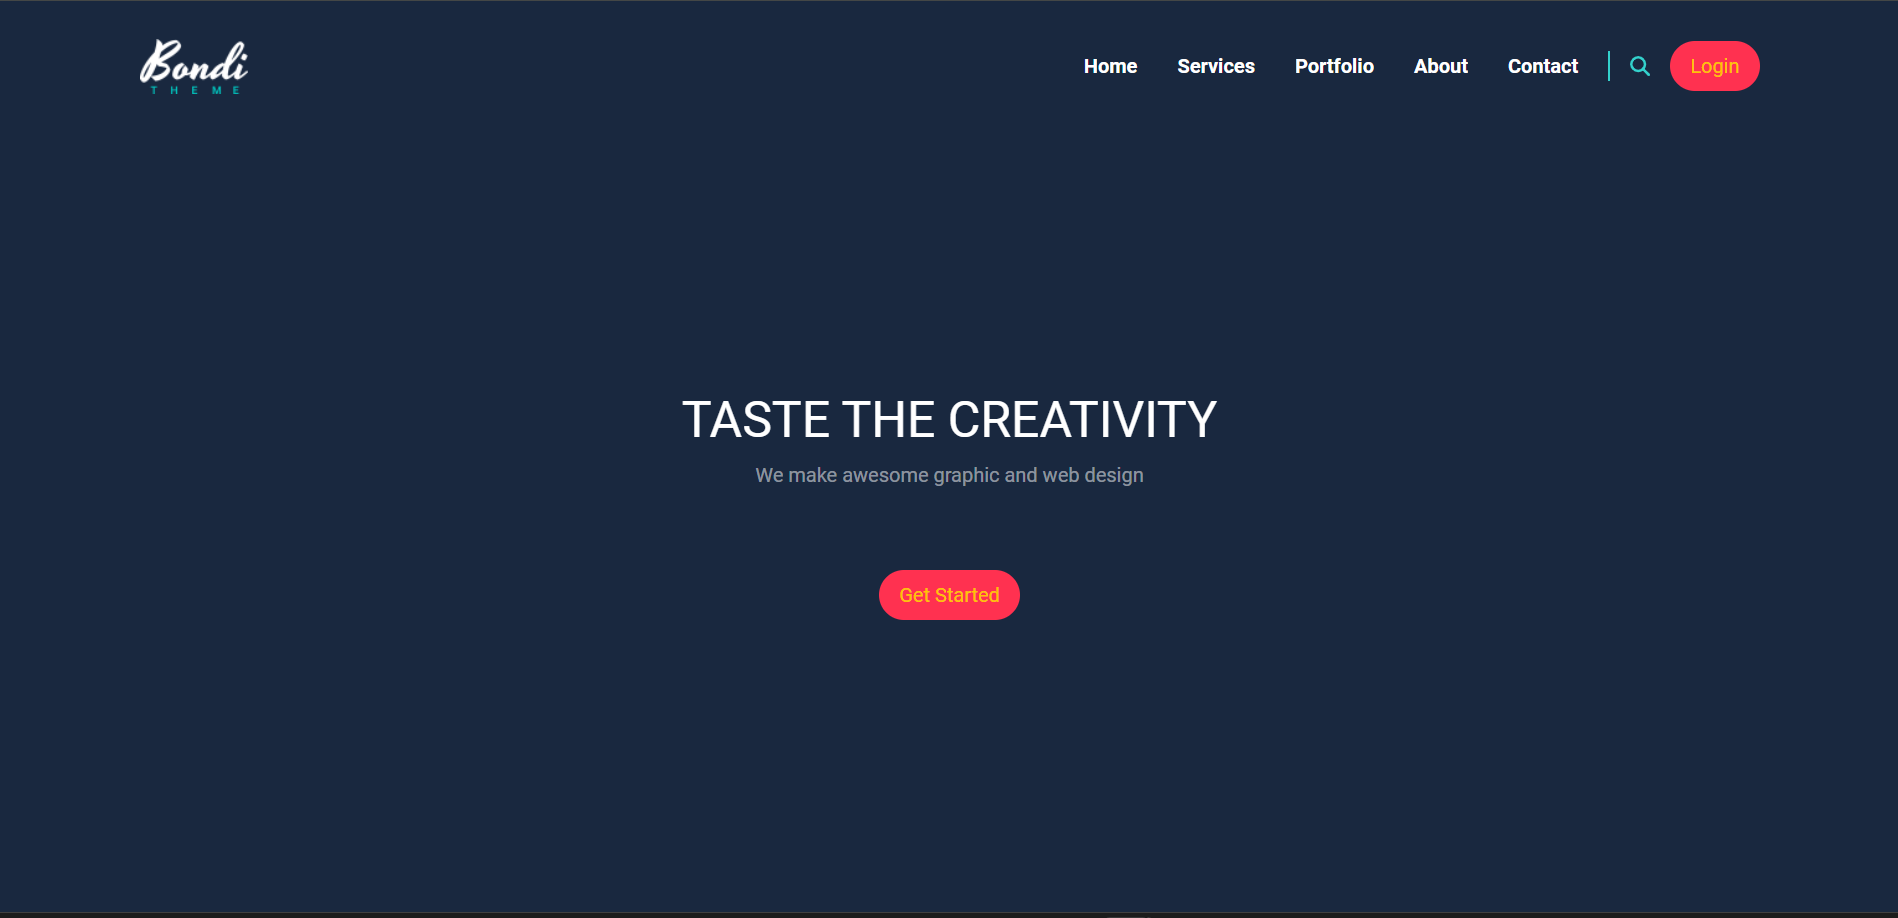 Bondi
THEME
Home Services Portfolio About Contact Login
TASTE THE CREATIVITY
We make awesome graphic and web design
Get Started